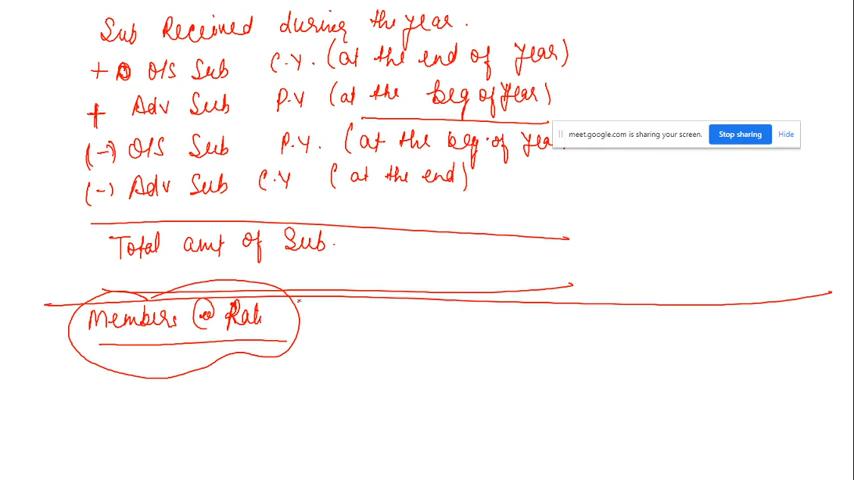 Sub Received during the year.
+ O/S Sub C.Y. (at the end of year)
+ Adv Sub P.Y (at the beg of year)
(-) O/S Sub P.Y. (at the beg. of yea
(-) Adv Sub C.Y (at the end)
meet.google.com is sharing your screen. Stop sharing Hide
Total amt of Sub.
Members @ Rate